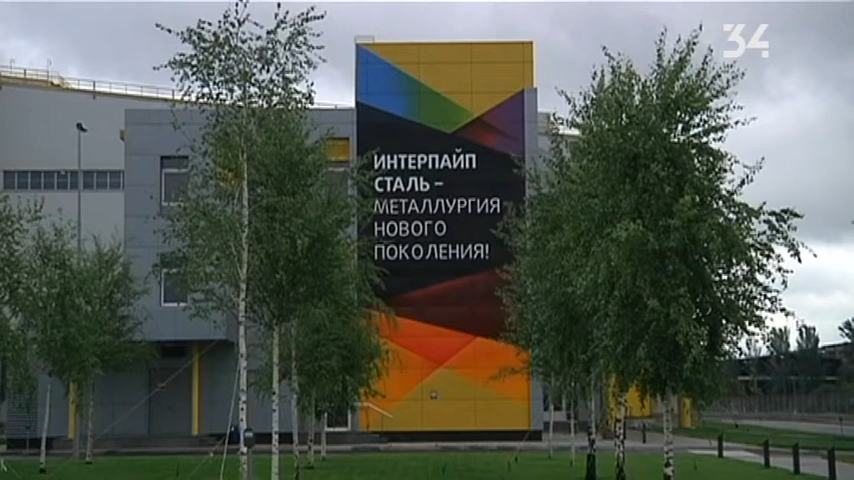 34
ИНТЕРПАЙП
СТАЛЬ –
МЕТАЛЛУРГИЯ
НОВОГО
ПОКОЛЕНИЯ!